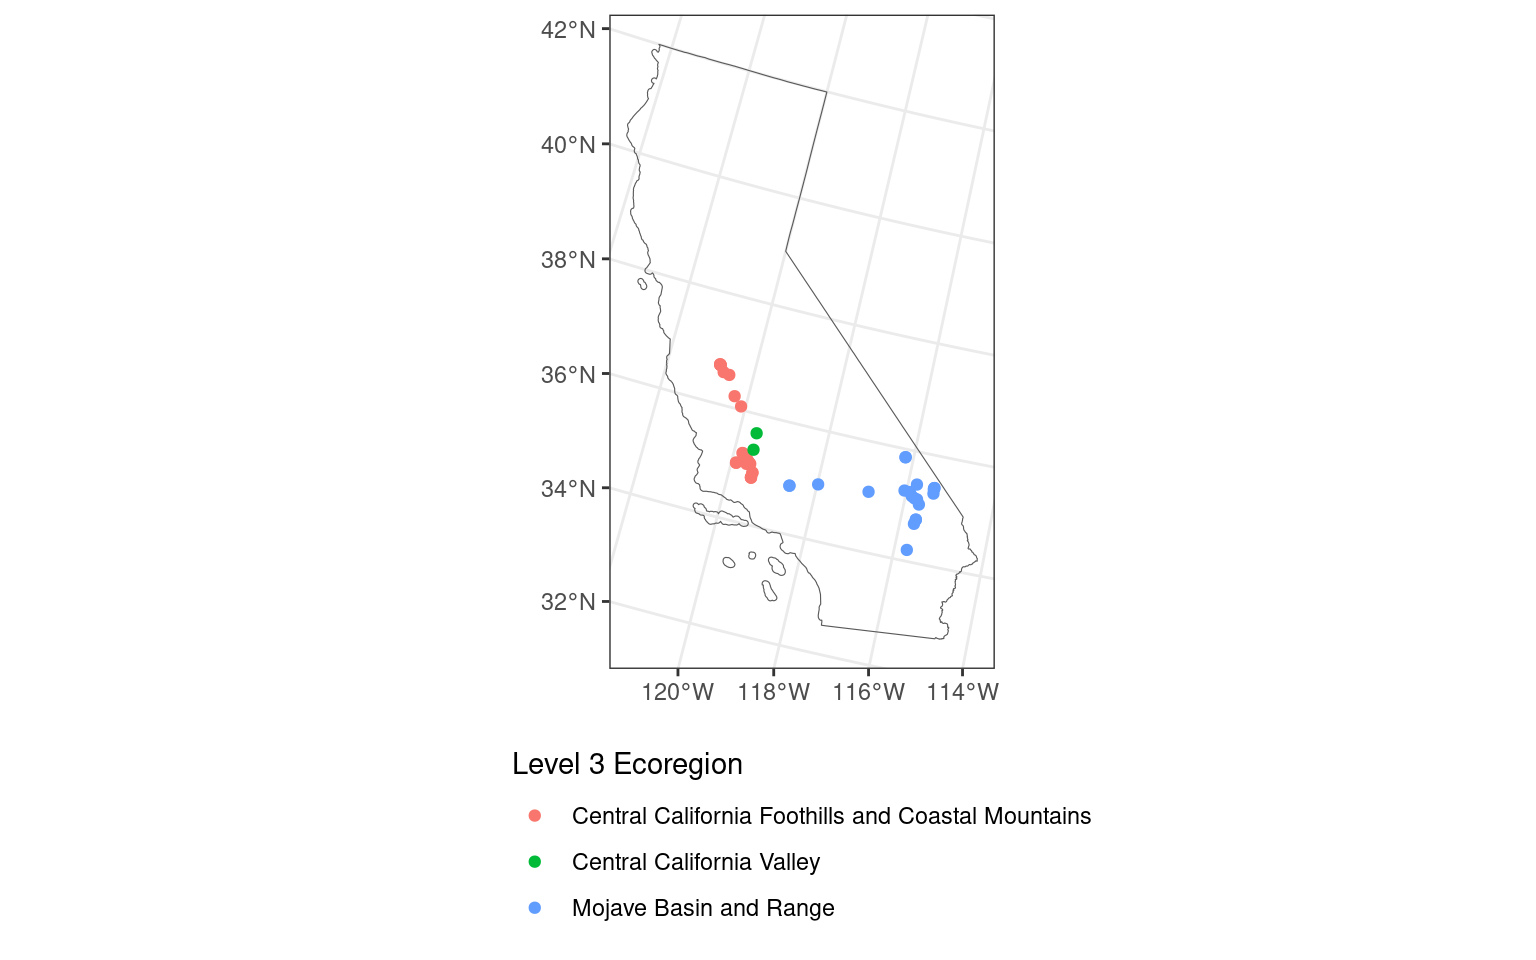 42°N
40°N
38°N
36°N
34°N
32°N
120°W 118°W 116°W 114°W
Level 3 Ecoregion
Central California Foothills and Coastal Mountains
Central California Valley
Mojave Basin and Range